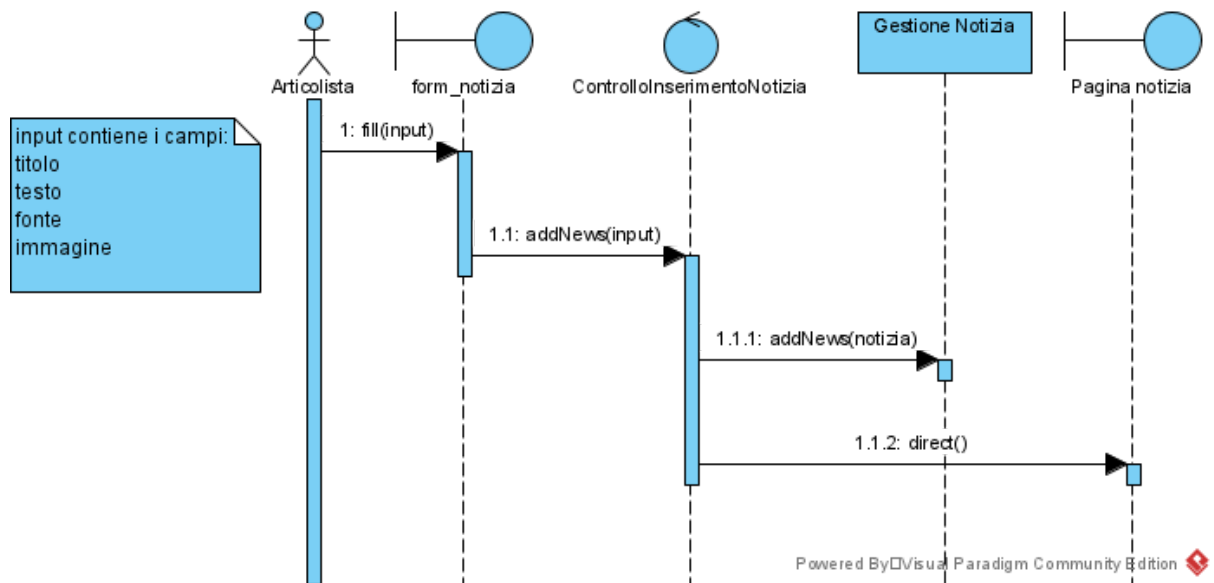 Gestione Notizia
Articolista
form_notizia
ControlloInserimentoNotizia
Pagina notizia
input contiene i campi:
titolo
testo
fonte
immagine
1: fill(input)
1.1: addNews(input)
1.1.1: addNews(notizia)
1.1.2: direct()
Powered By□Visual Paradigm Community Edition